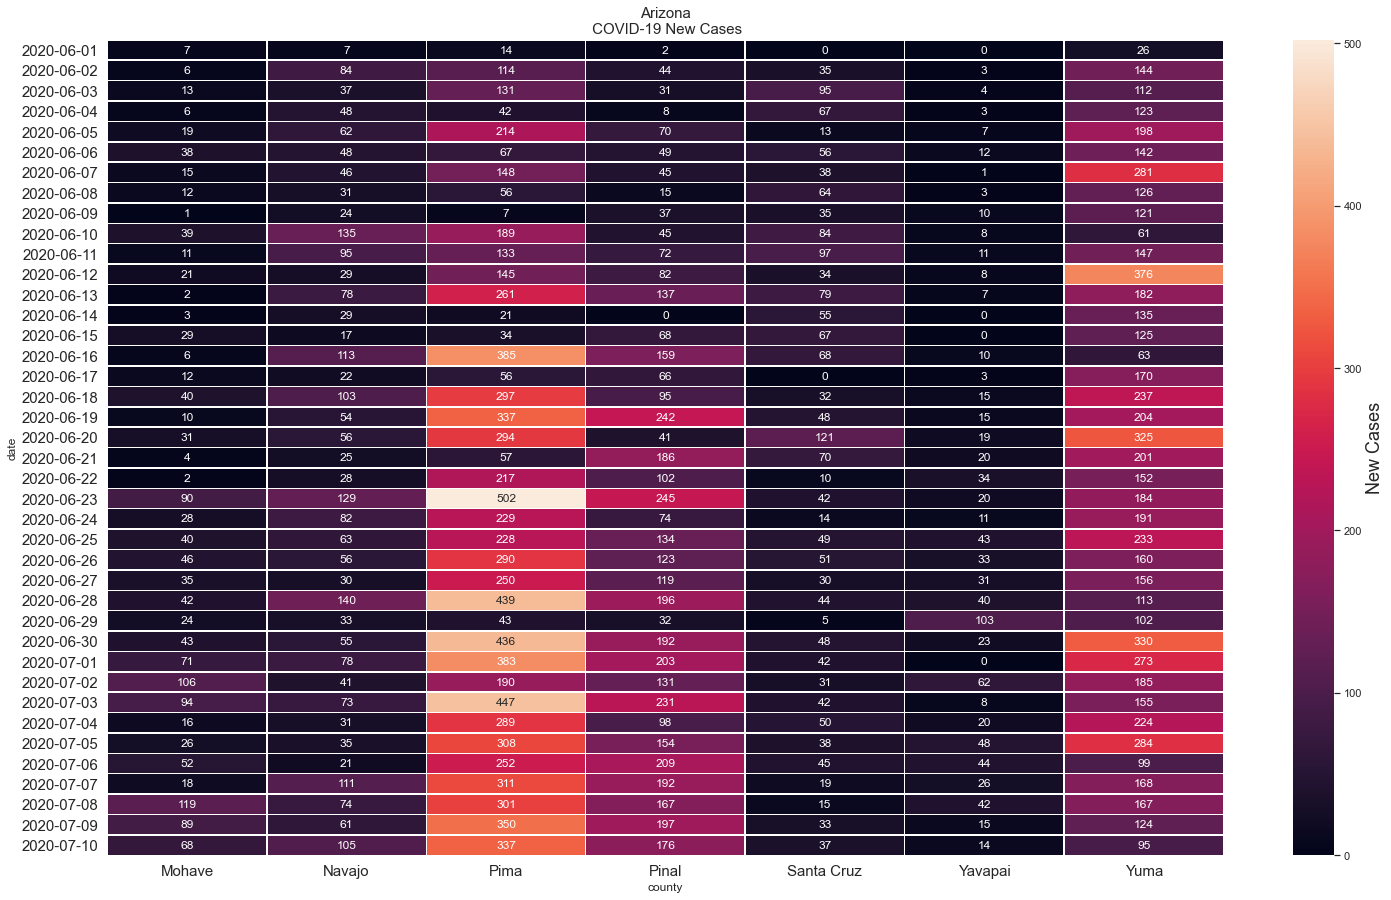 Arizona
COVID-19 New Cases
2020-06-01 7 7 14 2 0 0 26
2020-06-02 6 84 114 44 35 3 144
2020-06-03 13 37 131 31 95 4 112
2020-06-04 6 48 42 8 67 3 123
2020-06-05 19 62 214 70 13 7 198
2020-06-06 38 48 67 49 56 12 142
2020-06-07 15 46 148 45 38 1 281
2020-06-08 12 31 56 15 64 3 126
2020-06-09 1 24 7 37 35 10 121
2020-06-10 39 135 189 45 84 8 61
2020-06-11 11 95 133 72 97 11 147
2020-06-12 21 29 145 82 34 8 376
2020-06-13 2 78 261 137 79 7 182
2020-06-14 3 29 21 0 55 0 135
2020-06-15 29 17 34 68 67 0 125
2020-06-16 6 113 385 159 68 10 63
2020-06-17 12 22 56 66 0 3 170
2020-06-18 40 103 297 95 32 15 237
2020-06-19 10 54 337 242 48 15 204
2020-06-20 31 56 294 41 121 19 325
2020-06-21 4 25 57 186 70 20 201
2020-06-22 2 28 217 102 10 34 152
2020-06-23 90 129 502 245 42 20 184
2020-06-24 28 82 229 74 14 11 191
2020-06-25 40 63 228 134 49 43 233
2020-06-26 46 56 290 123 51 33 160
2020-06-27 35 30 250 119 30 31 156
2020-06-28 42 140 439 196 44 40 113
2020-06-29 24 33 43 32 5 103 102
2020-06-30 43 55 436 192 48 23 330
2020-07-01 71 78 383 203 42 0 273
2020-07-02 106 41 190 131 31 62 185
2020-07-03 94 73 447 231 42 8 155
2020-07-04 16 31 289 98 50 20 224
2020-07-05 26 35 308 154 38 48 284
2020-07-06 52 21 252 209 45 44 99
2020-07-07 18 111 311 192 19 26 168
2020-07-08 119 74 301 167 15 42 167
2020-07-09 89 61 350 197 33 15 124
2020-07-10 68 105 337 176 37 14 95
Mohave Navajo Pima Pinal Santa Cruz Yavapai Yuma
county
date
500
400
300
200
100
0
New Cases